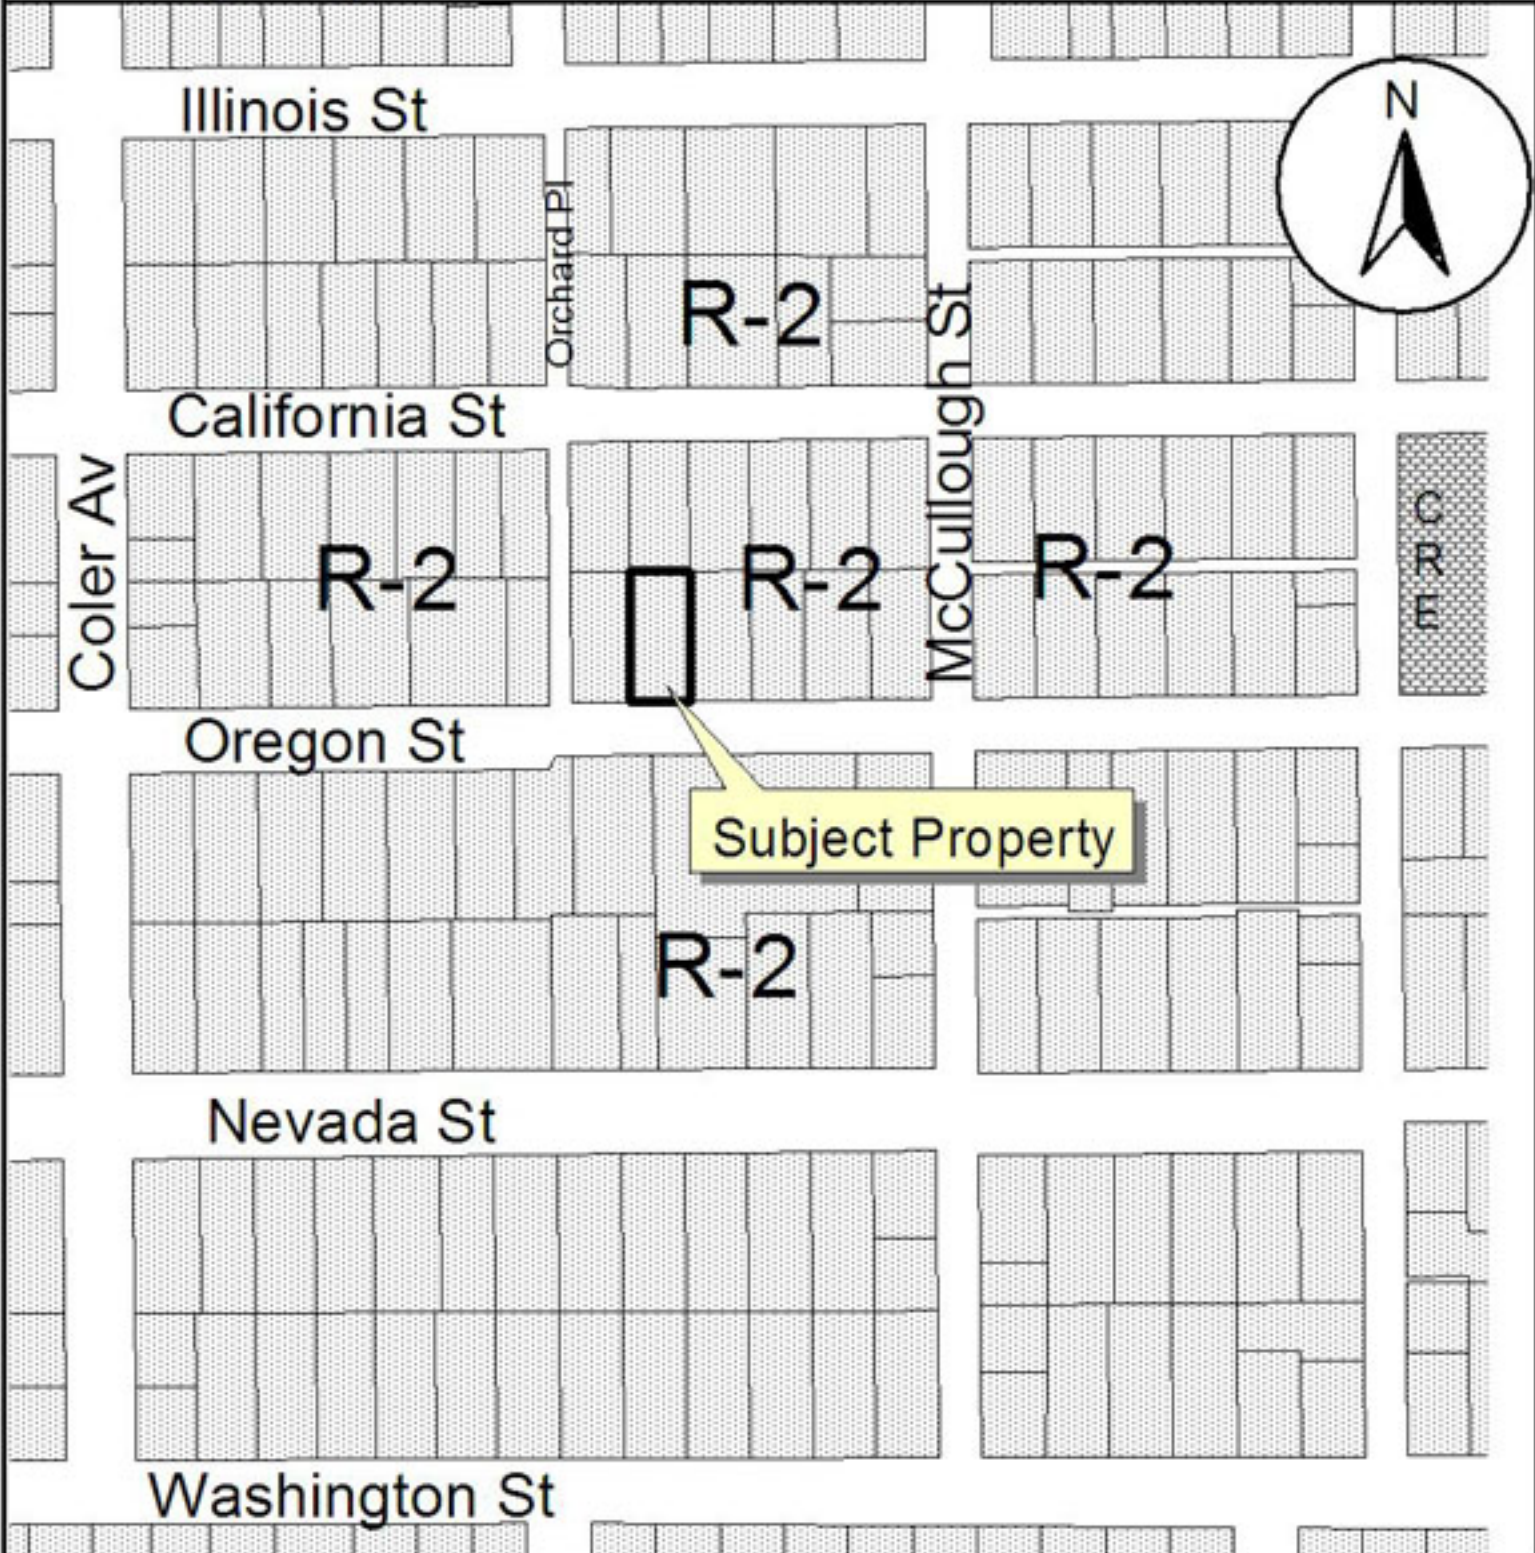 Illinois St
N
Orchard Pl
R-2
McCullough St
California St
Coler Av
R-2
R-2
R-2
C
R
E
Oregon St
Subject Property
R-2
Nevada St
Washington St